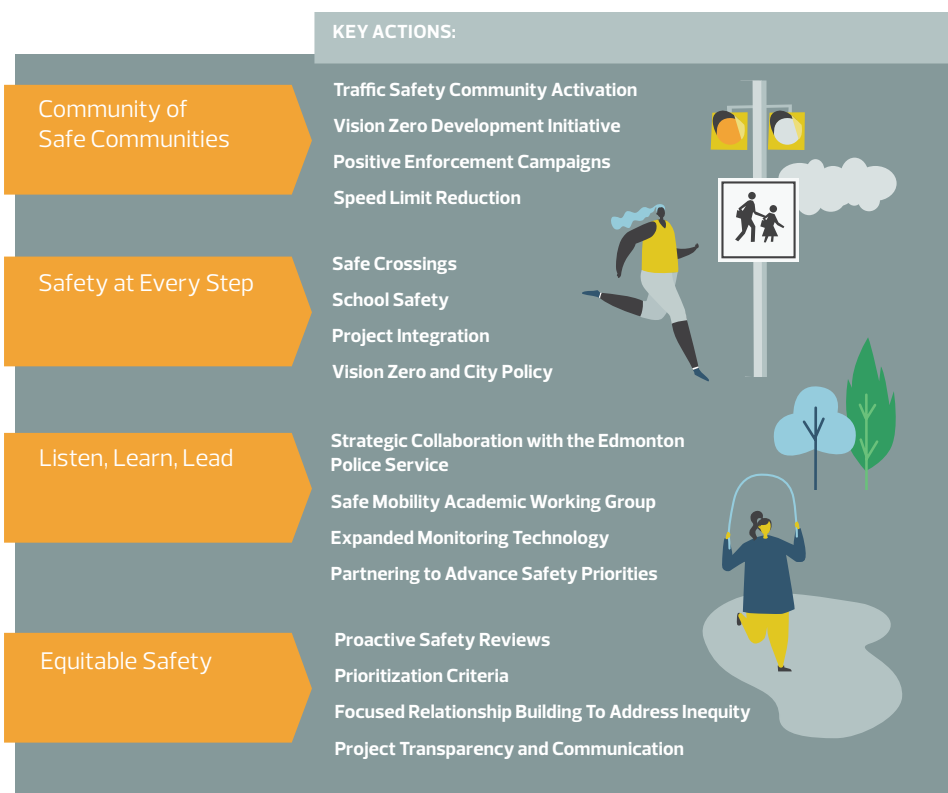 KEY ACTIONS:
Community of
Safe Communities
Traffic Safety Community Activation
Vision Zero Development Initiative
Positive Enforcement Campaigns
Speed Limit Reduction
Safety at Every Step
Safe Crossings
School Safety
Project Integration
Vision Zero and City Policy
Listen, Learn, Lead
Strategic Collaboration with the Edmonton
Police Service
Safe Mobility Academic Working Group
Expanded Monitoring Technology
Partnering to Advance Safety Priorities
Equitable Safety
Proactive Safety Reviews
Prioritization Criteria
Focused Relationship Building To Address Inequity
Project Transparency and Communication